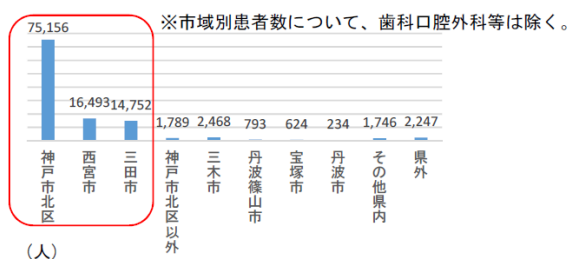 ※市域別患者数について、歯科口腔外科等は除く。
75,156
16,493
14,752
1,789
2,468
793
624
234
1,746
2,247
神戸市北区
西宮市
三田市
神戸市北区以外
三木市
丹波篠山市
宝塚市
丹波市
その他県内
県外
(人)